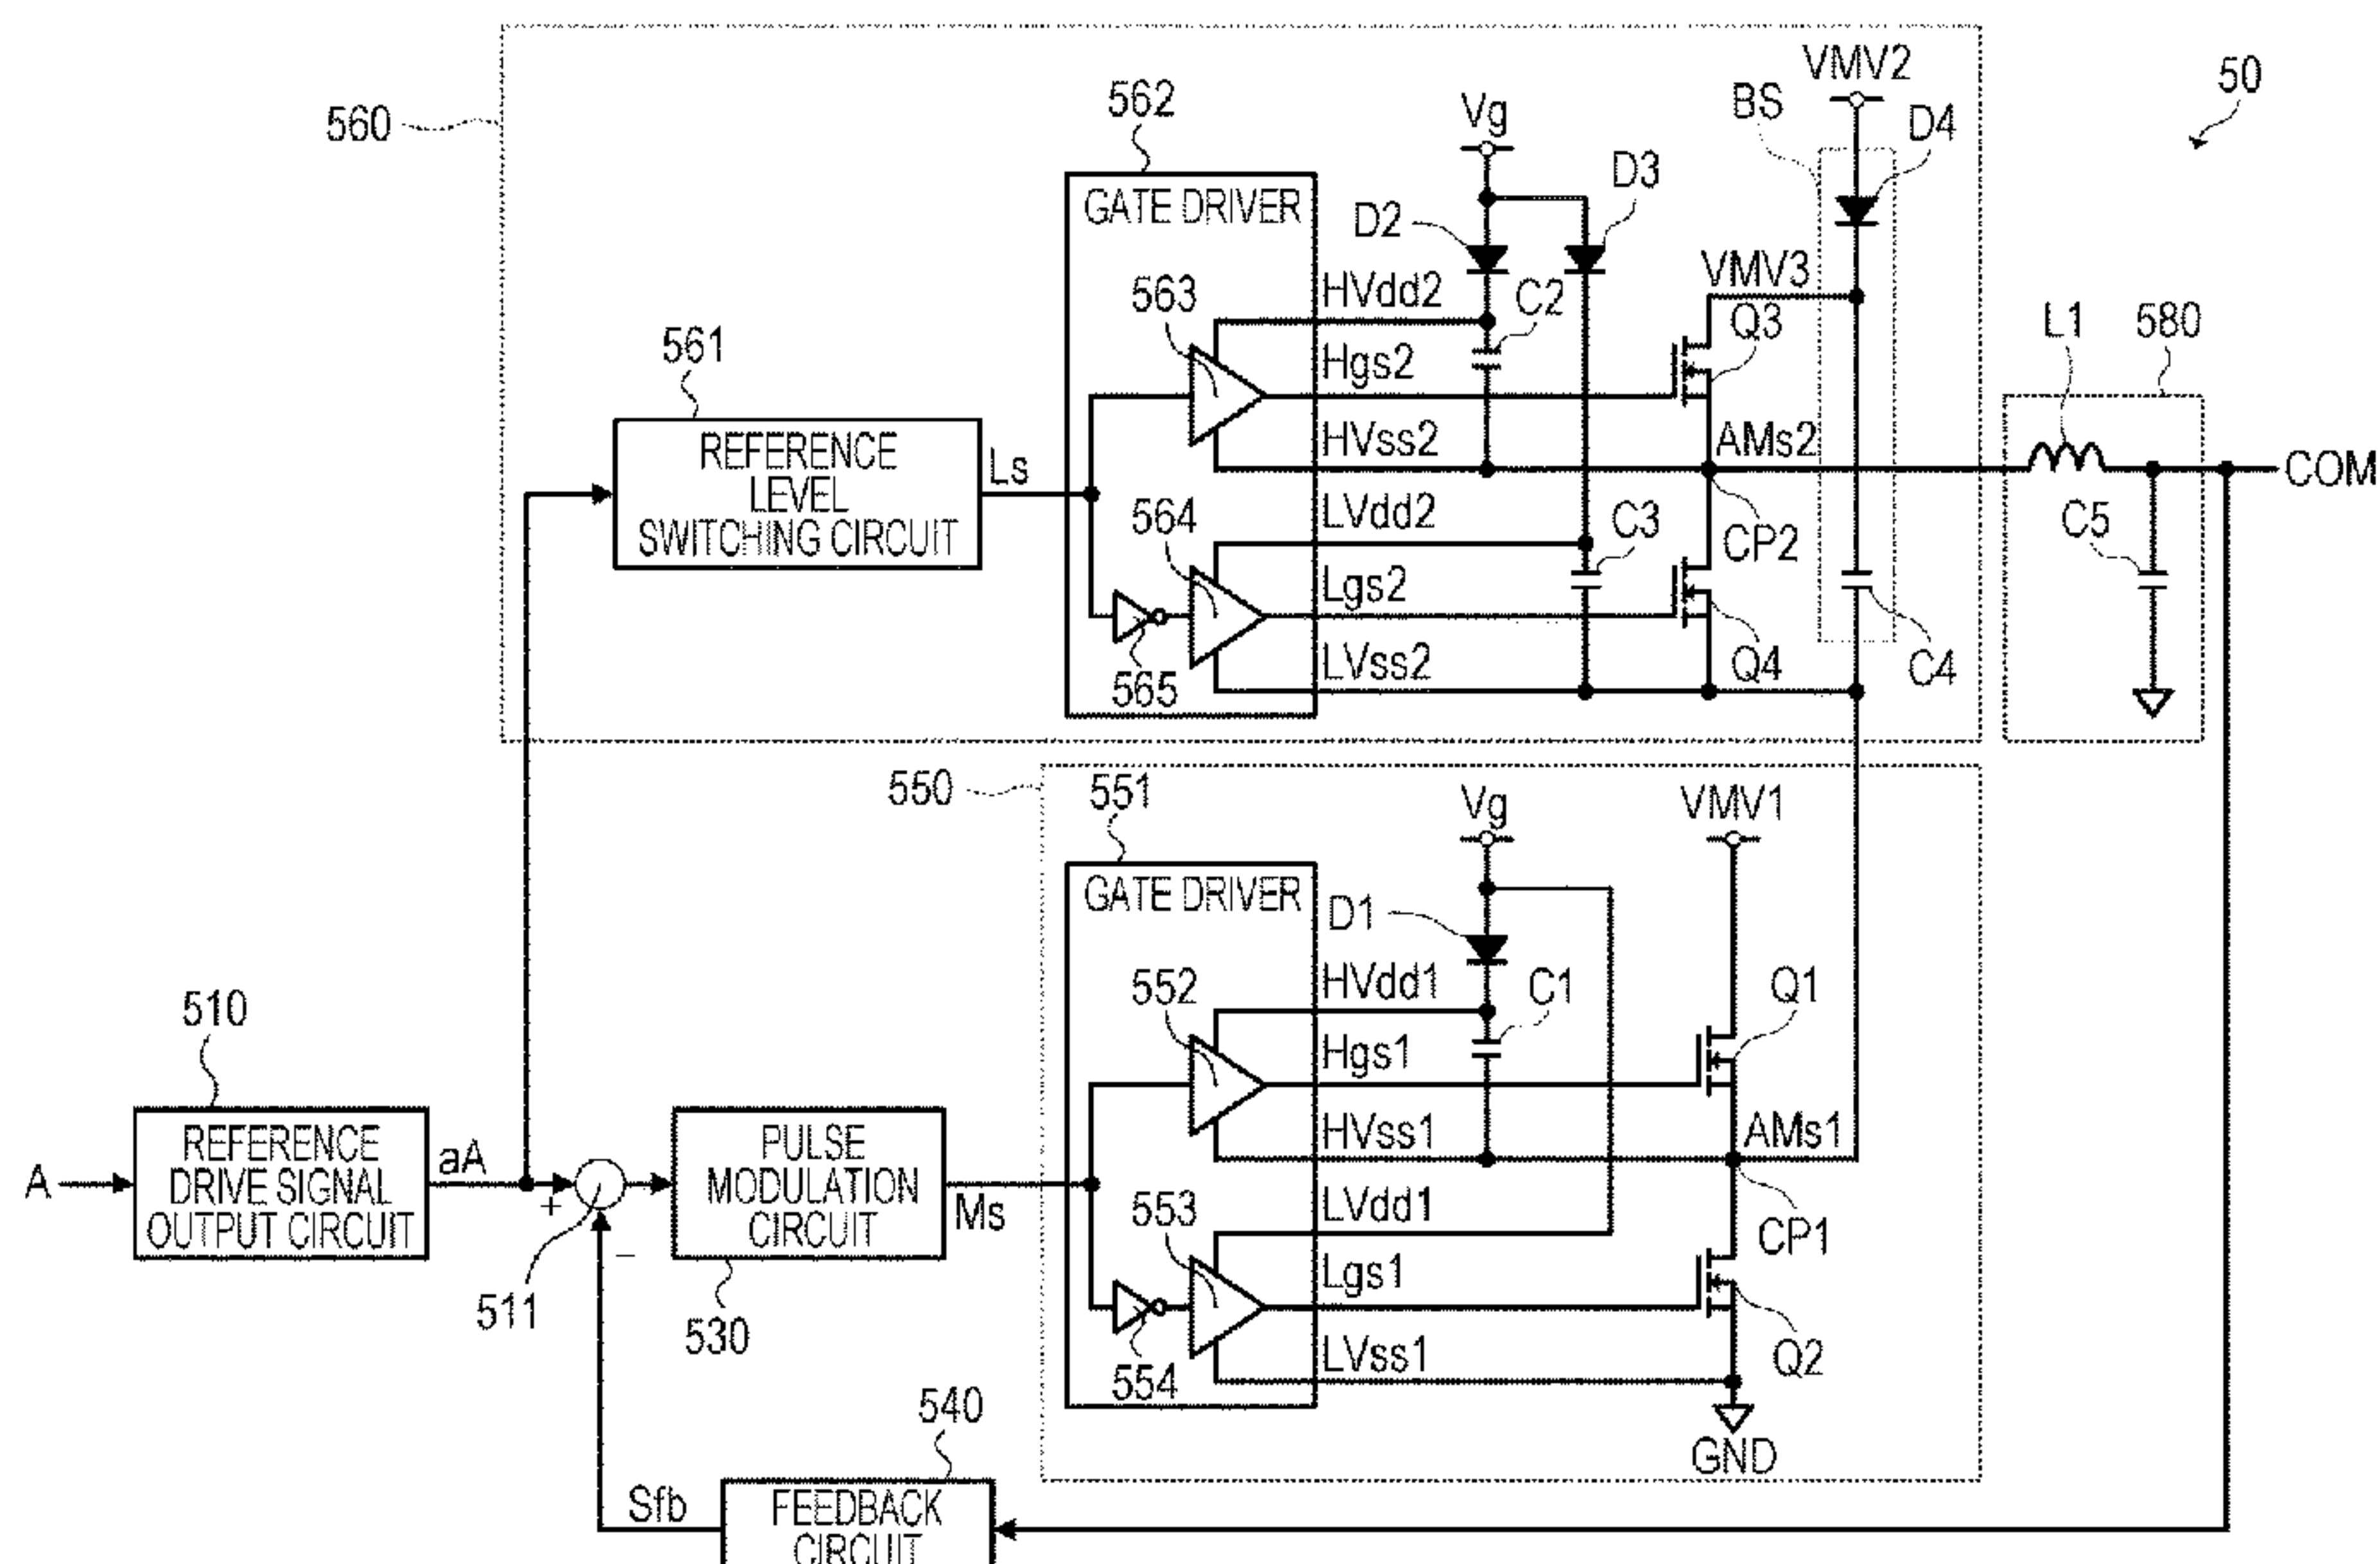 VMV2
50
BS
D4
560
562
Vg
D3
GATE DRIVER
D2
VMV3
563
HVdd2
C2
Q3
L1
580
561
Hgs2
REFERENCE
LEVEL
SWITCHING CIRCUIT
Ls
HVss2
AMs2
COM
564
LVdd2
C3
CP2
C5
Lgs2
565
LVss2
Q4
C4
550
551
Vg
VMV1
GATE DRIVER
D1
552
HVdd1
C1
Q1
510
Hgs1
REFERENCE
DRIVE SIGNAL
OUTPUT CIRCUIT
A
aA
+
−
511
PULSE
MODULATION
CIRCUIT
530
Ms
HVss1
AMs1
553
LVdd1
CP1
Lgs1
554
LVss1
Q2
GND
540
Sfb
FEEDBACK
CIRCUIT